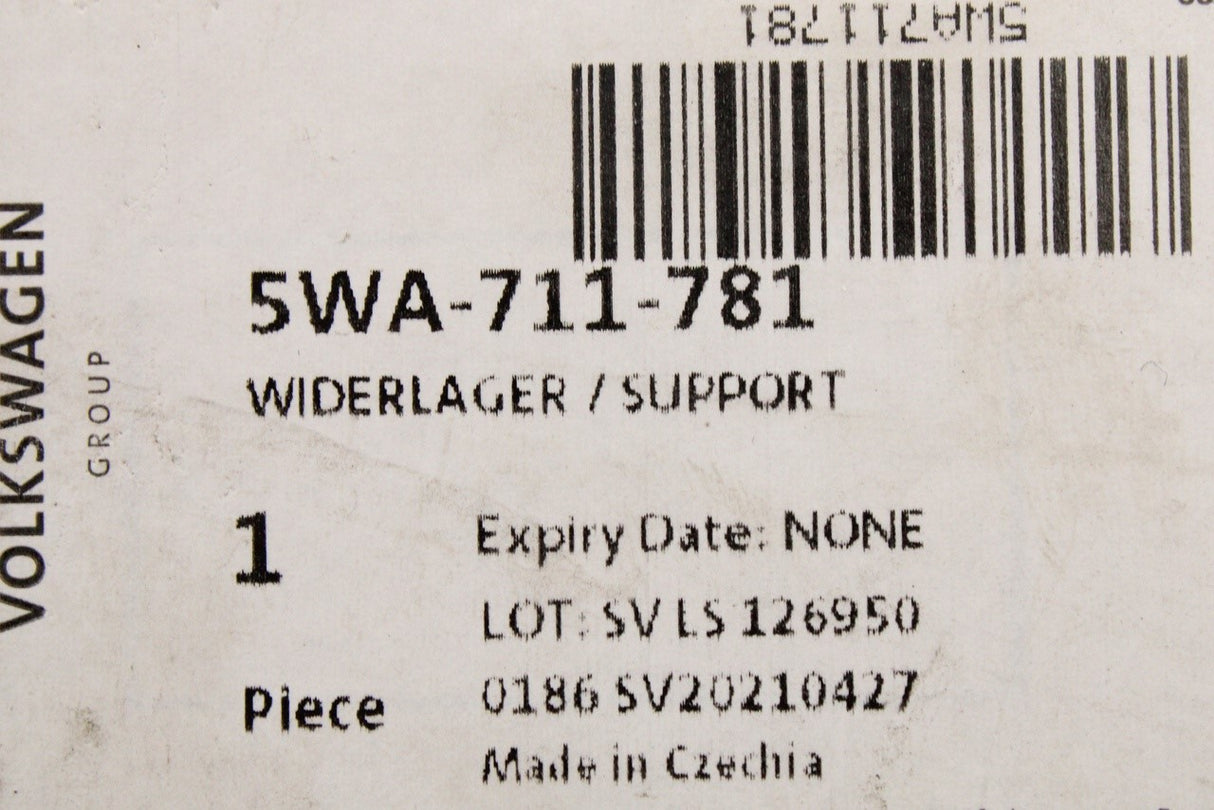 5WA711781
5WA-711-781
WIDERLAGER / SUPPORT
1
Piece
Expiry Date: NONE
LOT: SV LS 126950
0186 SV20210427
Made in Czechia
VOLKSWAGEN
GROUP